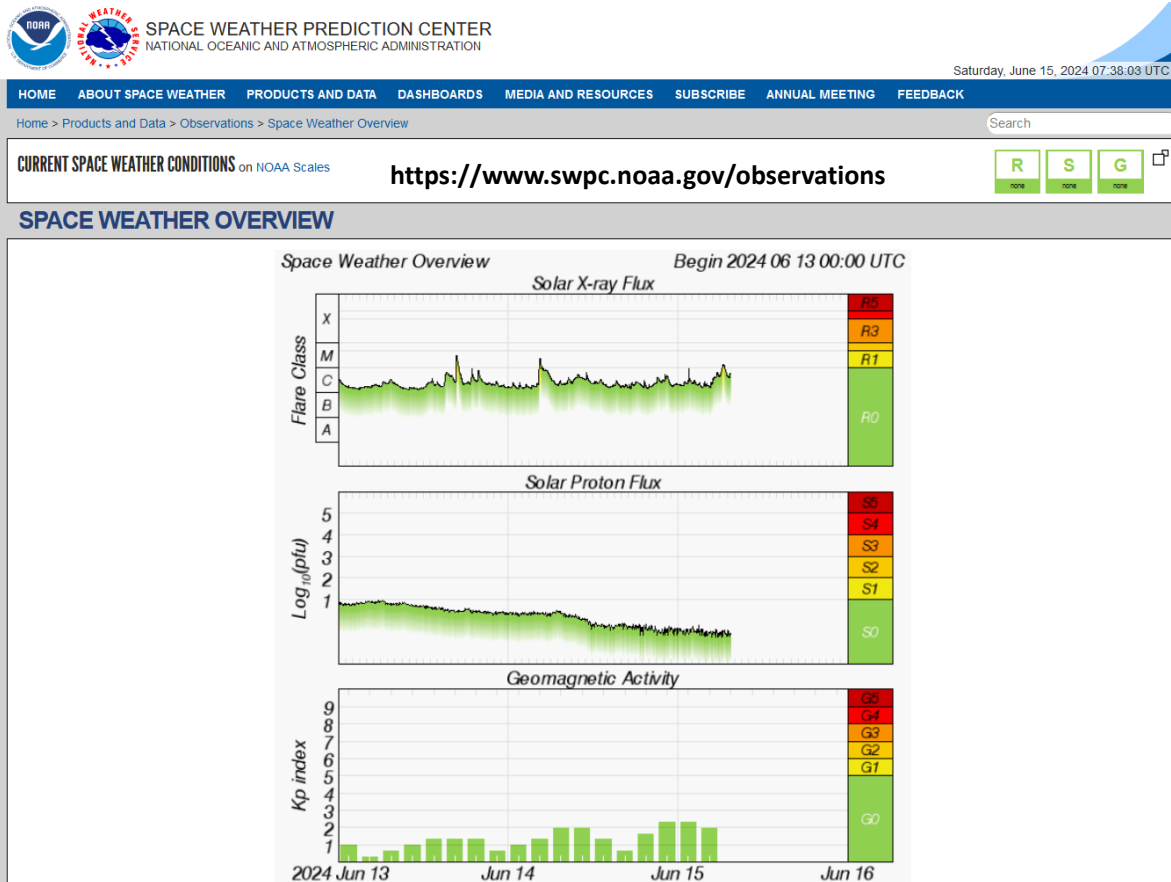 NOAA
NATIONAL WEATHER SERVICE
SPACE WEATHER PREDICTION CENTER
NATIONAL OCEANIC AND ATMOSPHERIC ADMINISTRATION
Saturday, June 15, 2024 07:38:03 UTC
HOME ABOUT SPACE WEATHER PRODUCTS AND DATA DASHBOARDS MEDIA AND RESOURCES SUBSCRIBE ANNUAL MEETING FEEDBACK
Home > Products and Data > Observations > Space Weather Overview
Search
CURRENT SPACE WEATHER CONDITIONS on NOAA Scales
https://www.swpc.noaa.gov/observations
R S G
none none none
SPACE WEATHER OVERVIEW
Space Weather Overview Begin 2024 06 13 00:00 UTC
Solar X-ray Flux
Flare Class
X
M
C
B
A
R5
R3
R1
R0
Solar Proton Flux
Log10(pfu)
5
4
3
2
1
S5
S4
S3
S2
S1
S0
Geomagnetic Activity
Kp index
9
8
7
6
5
4
3
2
1
G5
G4
G3
G2
G1
G0
2024 Jun 13 Jun 14 Jun 15 Jun 16